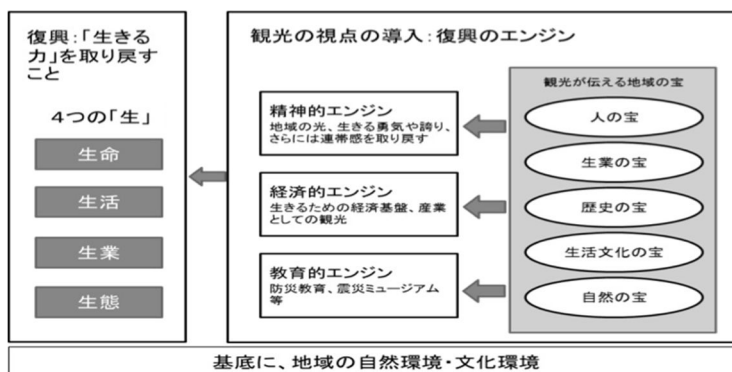 復興:「生きる
力」を取り戻す
こと
4つの「生」
生命
生活
生業
生態
観光の視点の導入:復興のエンジン
精神的エンジン
地域の光、生きる勇気や誇り、
さらには連帯感を取り戻す
経済的エンジン
生きるための経済基盤、産業
としての観光
教育的エンジン
防災教育、震災ミュージアム
等
観光が伝える地域の宝
人の宝
生業の宝
歴史の宝
生活文化の宝
自然の宝
基底に、地域の自然環境・文化環境